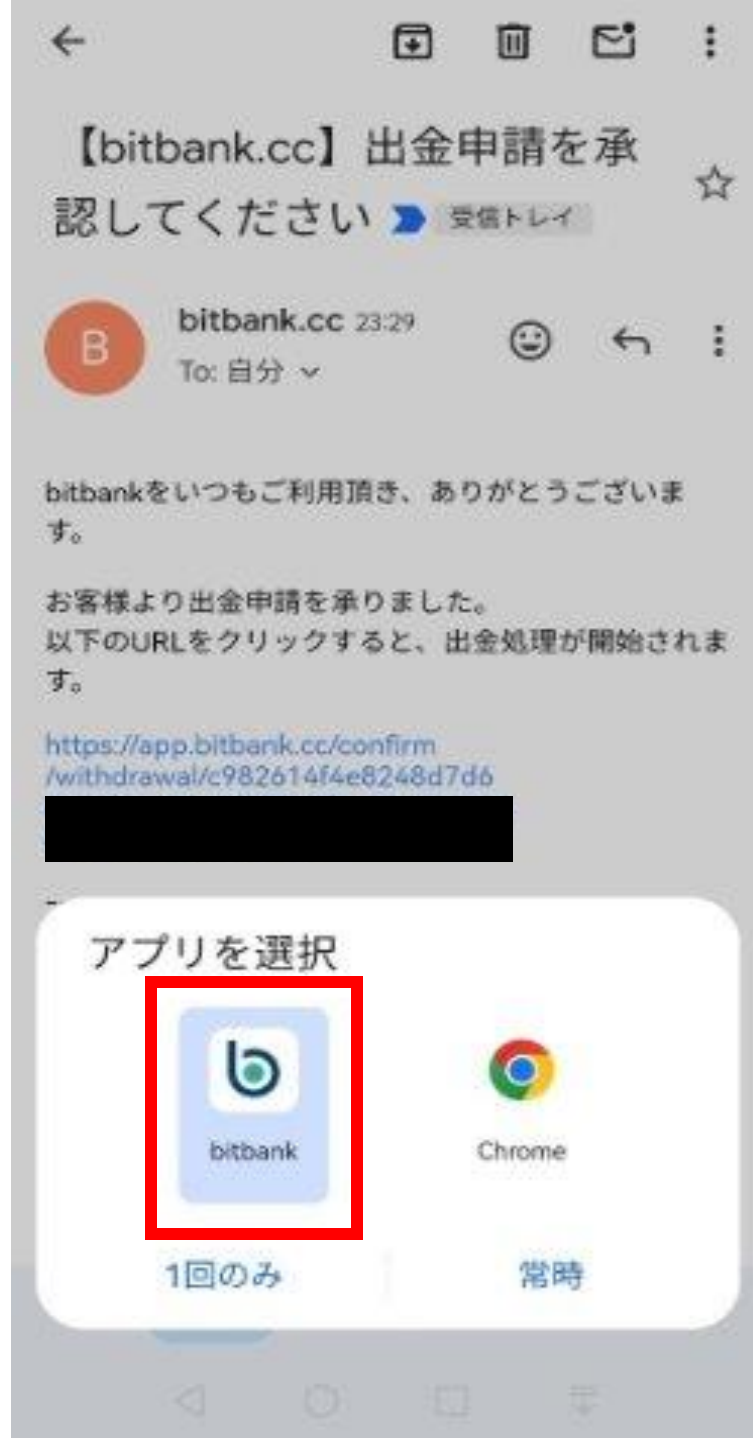 【bitbank.cc】出金申請を承
認してください 受信トレイ
B
bitbank.cc 23:29
To: 自分
bitbankをいつもご利用頂き、ありがとうございま
す。
お客様より出金申請を承りました。
以下のURLをクリックすると、出金処理が開始されま
す。
https://app.bitbank.cc/confirm
/withdrawal/c982614f4e8248d7d6
アプリを選択
bitbank
Chrome
1回のみ
常時